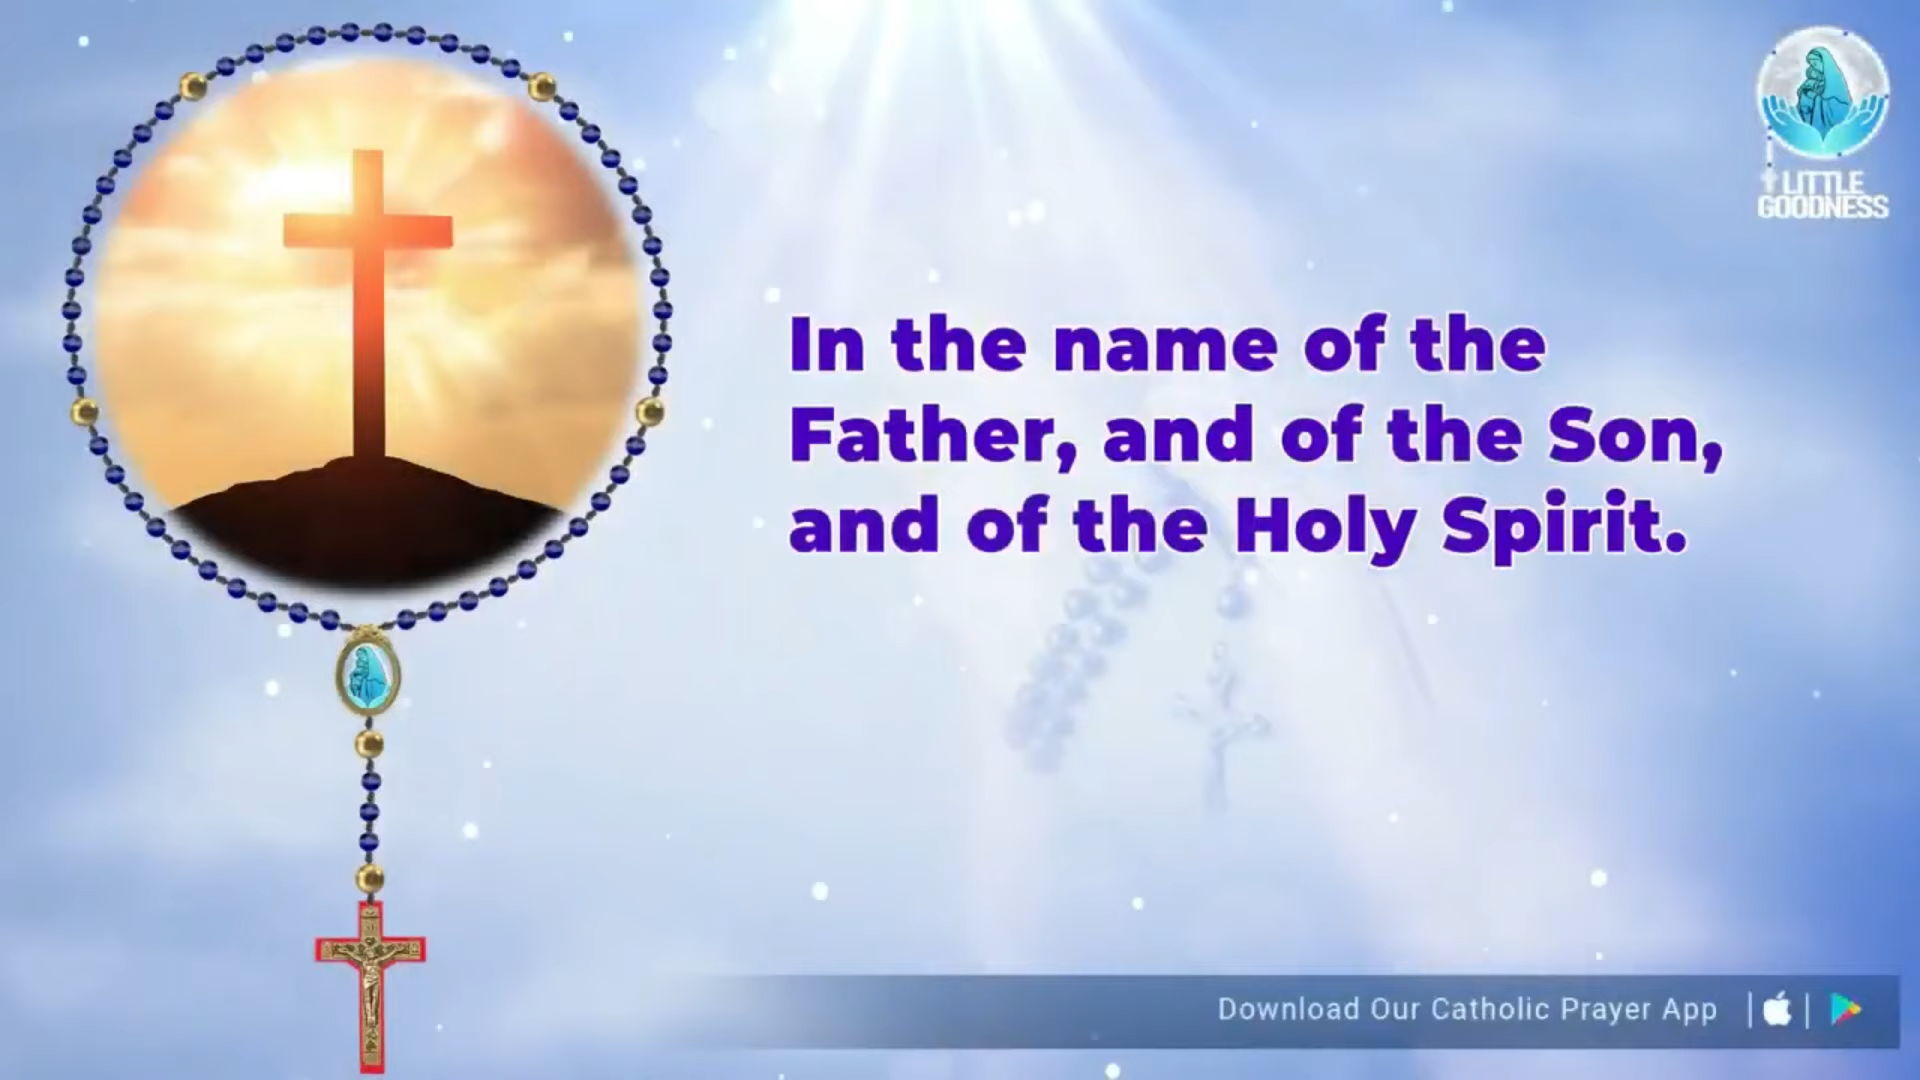 LITTLE
GOODNESS
In the name of the
Father, and of the Son,
and of the Holy Spirit.
Download Our Catholic Prayer App